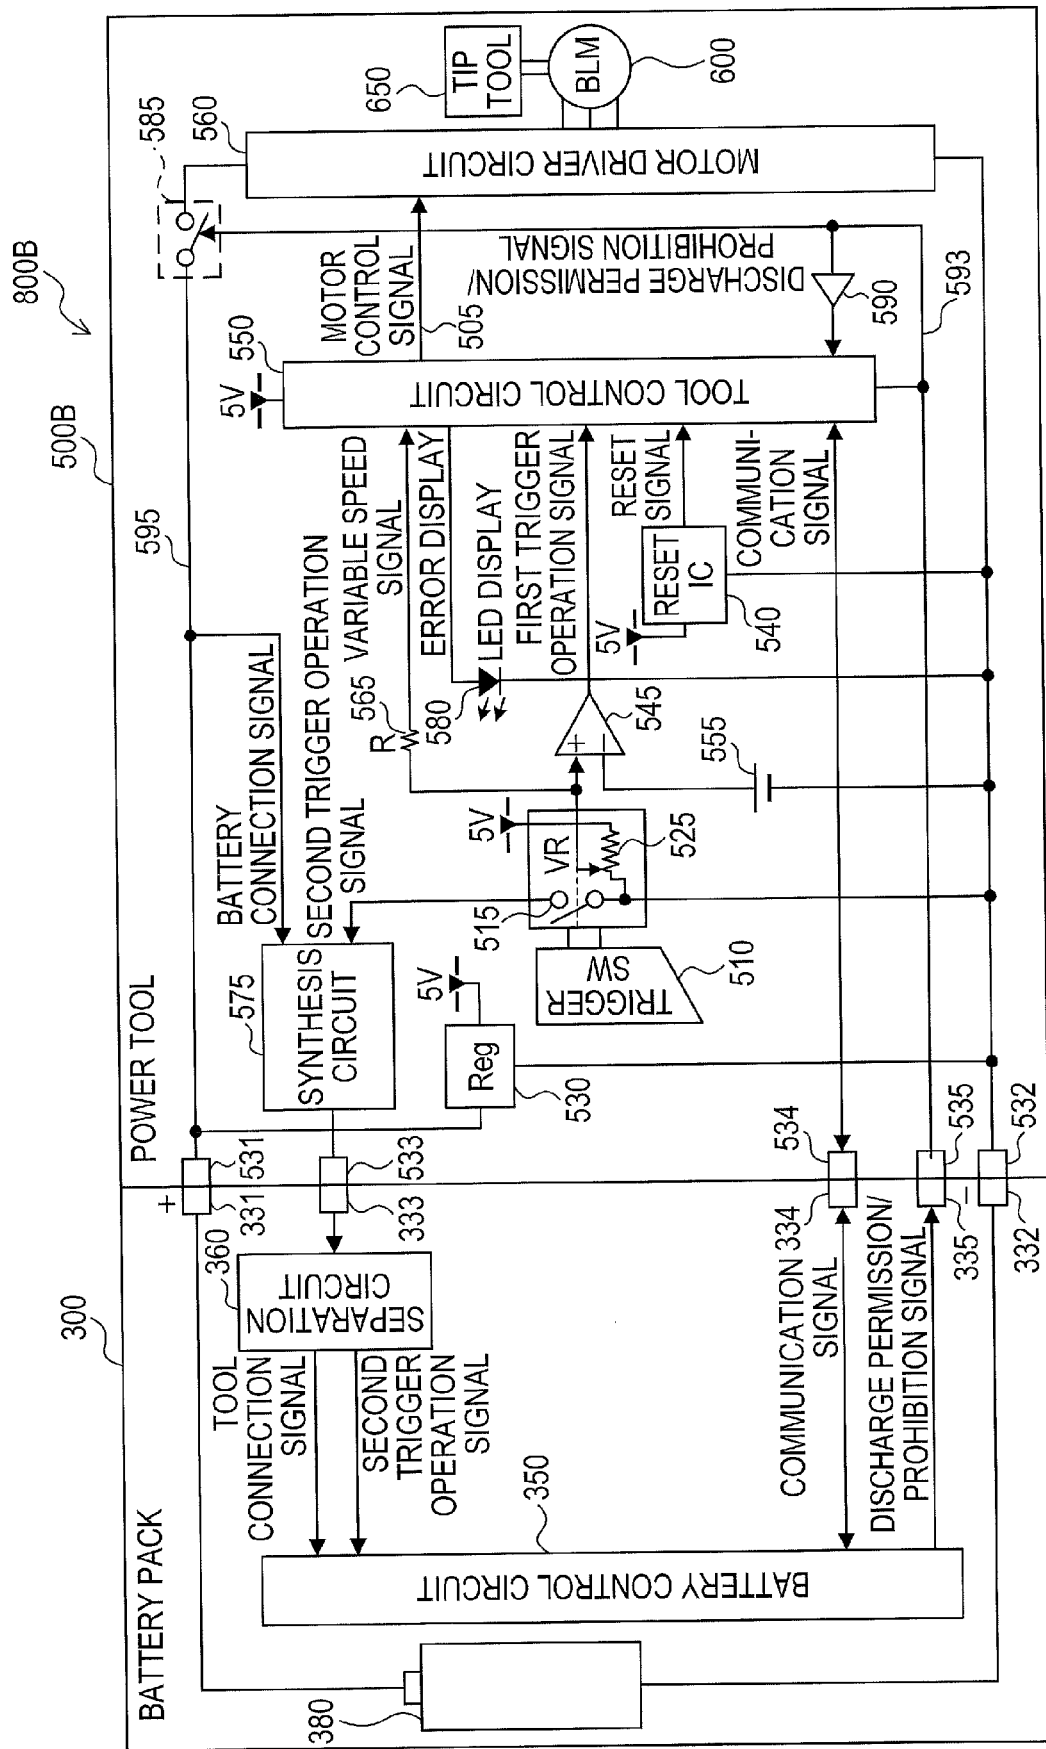 800B
500B
POWER TOOL
595
585
560
650
TIP
TOOL
BLM
600
MOTOR DRIVER CIRCUIT
MOTOR
CONTROL
SIGNAL
505
DISCHARGE PERMISSION/
PROHIBITION SIGNAL
590
593
550
5V
TOOL CONTROL CIRCUIT
BATTERY
CONNECTION SIGNAL
SECOND TRIGGER OPERATION
SIGNAL
575
SYNTHESIS
CIRCUIT
R
565
VARIABLE SPEED
SIGNAL
ERROR DISPLAY
580
LED DISPLAY
FIRST TRIGGER
OPERATION SIGNAL
RESET
SIGNAL
5V
RESET
IC
540
COMMUNI-
CATION
SIGNAL
+
−
545
555
5V
VR
525
515
TRIGGER
SW
510
5V
Reg
530
+
531
331
533
333
534
334
535
335
−
532
332
300
BATTERY PACK
360
SEPARATION
CIRCUIT
TOOL
CONNECTION
SIGNAL
SECOND
TRIGGER
OPERATION
SIGNAL
350
BATTERY CONTROL CIRCUIT
COMMUNICATION
SIGNAL
DISCHARGE PERMISSION/
PROHIBITION SIGNAL
380